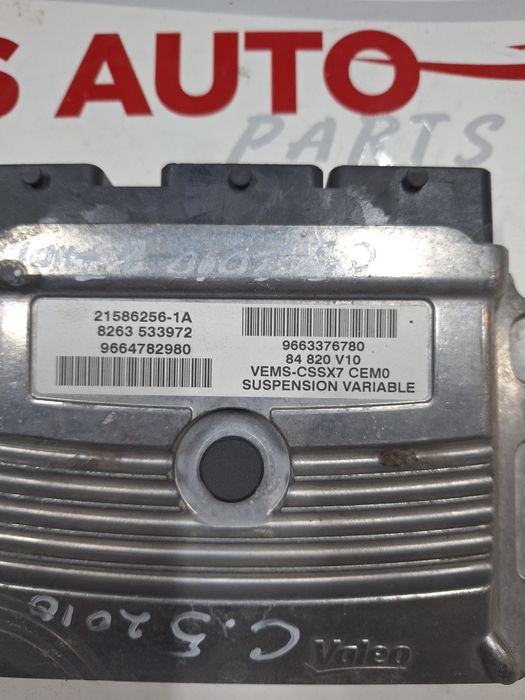 S AUTO
PARTS
21586256-1A
8263 533972
9664782980
9663376780
84 820 V10
VEMS-CSSX7 CEM0
SUSPENSION VARIABLE
C.5 2010
Valeo